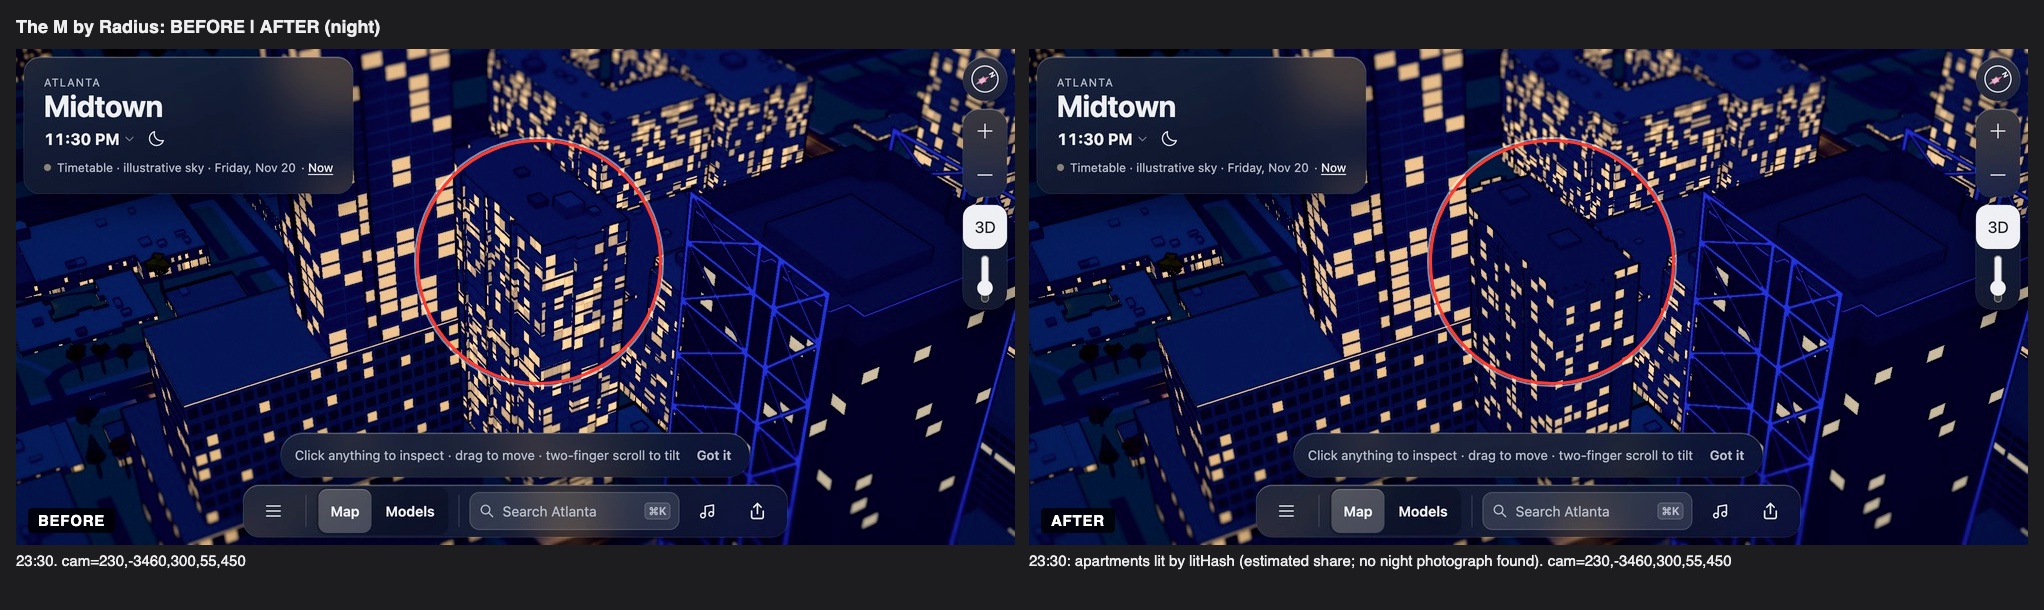 The M by Radius: BEFORE | AFTER (night)
ATLANTA
Midtown
11:30 PM
Timetable · illustrative sky · Friday, Nov 20 · Now
3D
Click anything to inspect · drag to move · two-finger scroll to tilt Got it
Map Models Search Atlanta ⌘K
BEFORE
23:30. cam=230,-3460,300,55,450
ATLANTA
Midtown
11:30 PM
Timetable · illustrative sky · Friday, Nov 20 · Now
3D
Click anything to inspect · drag to move · two-finger scroll to tilt Got it
Map Models Search Atlanta ⌘K
AFTER
23:30: apartments lit by litHash (estimated share; no night photograph found). cam=230,-3460,300,55,450